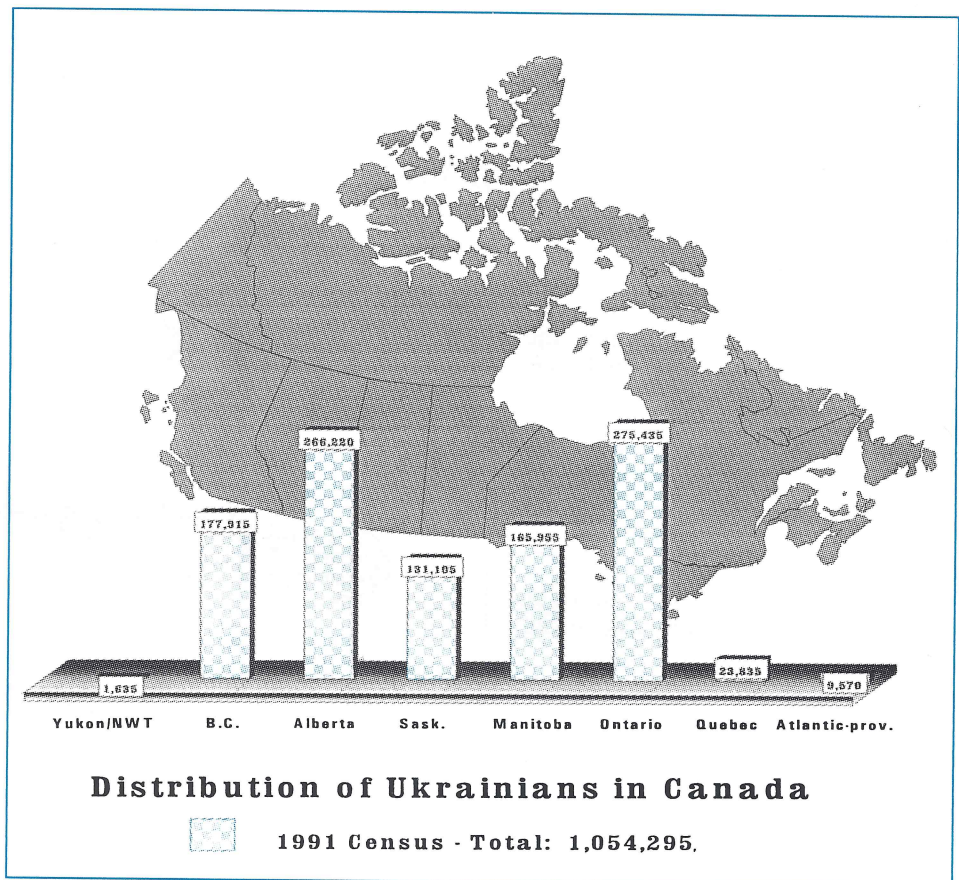 266,220
275,435
177,915
165,955
131,105
23,835
1,635
9,570
Yukon/NWT B.C. Alberta Sask. Manitoba Ontario Quebec Atlantic-prov.
Distribution of Ukrainians in Canada
1991 Census - Total: 1,054,295.